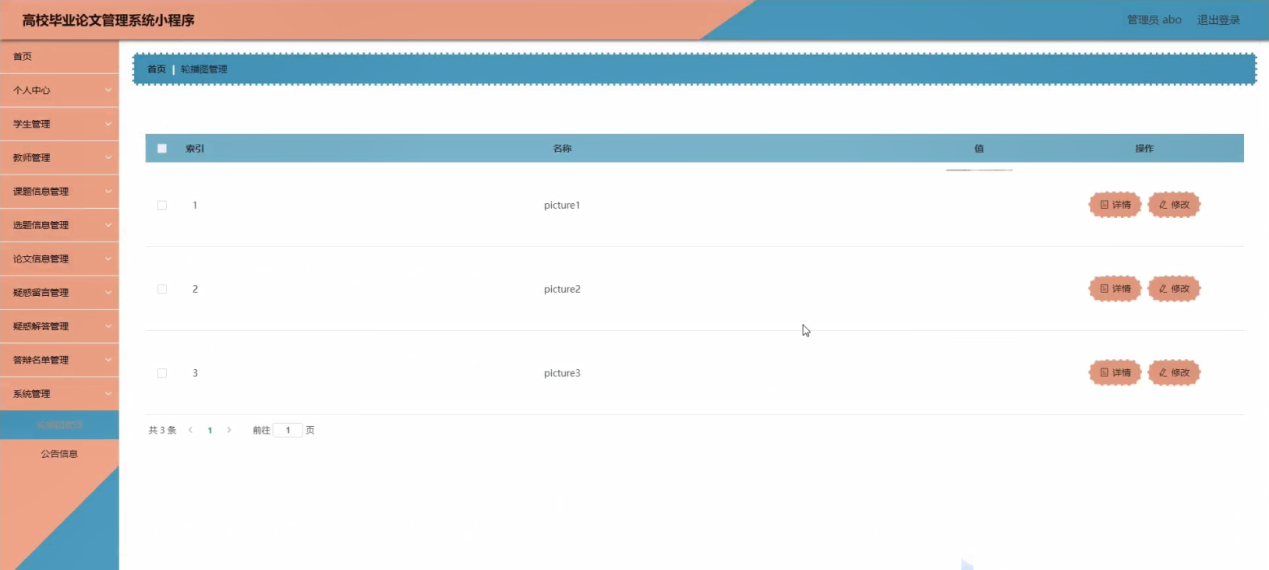 高校毕业论文管理系统小程序
管理员 abo 退出登录
首页
个人中心
学生管理
教师管理
课题信息管理
选题信息管理
论文信息管理
疑惑留言管理
疑惑解答管理
答辩名单管理
系统管理
公告信息
首页 | 轮播图管理
索引 名称 值 操作
1 picture1 详情 修改
2 picture2 详情 修改
3 picture3 详情 修改
共 3 条 < 1 > 前往 1 页